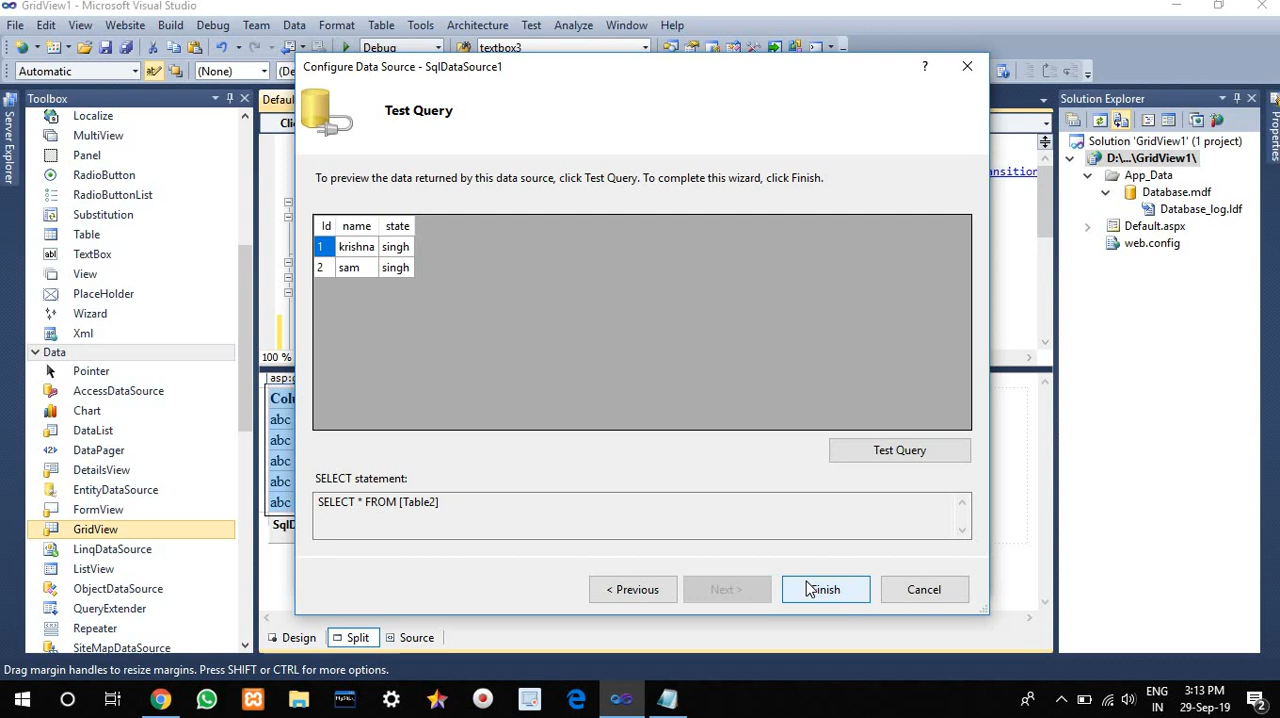 GridView1 - Microsoft Visual Studio
File Edit View Website Build Debug Team Data Format Table Tools Architecture Test Analyze Window Help
Debug textbox3
Automatic (None)
Toolbox
Localize
MultiView
Panel
RadioButton
RadioButtonList
Substitution
Table
abl TextBox
View
PlaceHolder
Wizard
Xml
Data
Pointer
AccessDataSource
Chart
DataList
DataPager
DetailsView
EntityDataSource
FormView
GridView
LinqDataSource
ListView
ObjectDataSource
QueryExtender
Repeater
SiteMapDataSource
Server Explorer
Configure Data Source - SqlDataSource1
? 
Test Query
To preview the data returned by this data source, click Test Query. To complete this wizard, click Finish.
Id name state
1 krishna singh
2 sam singh
Test Query
SELECT statement:
SELECT * FROM [Table2]
< Previous Next > Finish Cancel
100 %
abc
abc
abc
abc
abc
Design Split Source
Solution Explorer
Solution 'GridView1' (1 project)
D:\...\GridView1\
App_Data
Database.mdf
Database_log.ldf
Default.aspx
web.config
Properties
Drag margin handles to resize margins. Press SHIFT or CTRL for more options.
ENG
IN
3:13 PM
29-Sep-19
2